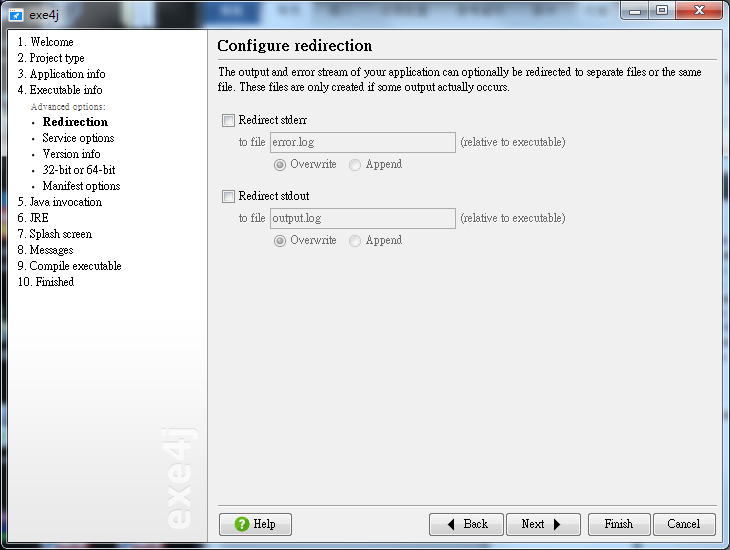 exe4j
1. Welcome
2. Project type
3. Application info
4. Executable info
Advanced options:
• Redirection
• Service options
• Version info
• 32-bit or 64-bit
• Manifest options
5. Java invocation
6. JRE
7. Splash screen
8. Messages
9. Compile executable
10. Finished
exe4j
Configure redirection
The output and error stream of your application can optionally be redirected to separate files or the same
file. These files are only created if some output actually occurs.
Redirect stderr
to file error.log (relative to executable)
Overwrite Append
Redirect stdout
to file output.log (relative to executable)
Overwrite Append
? Help Back Next Finish Cancel